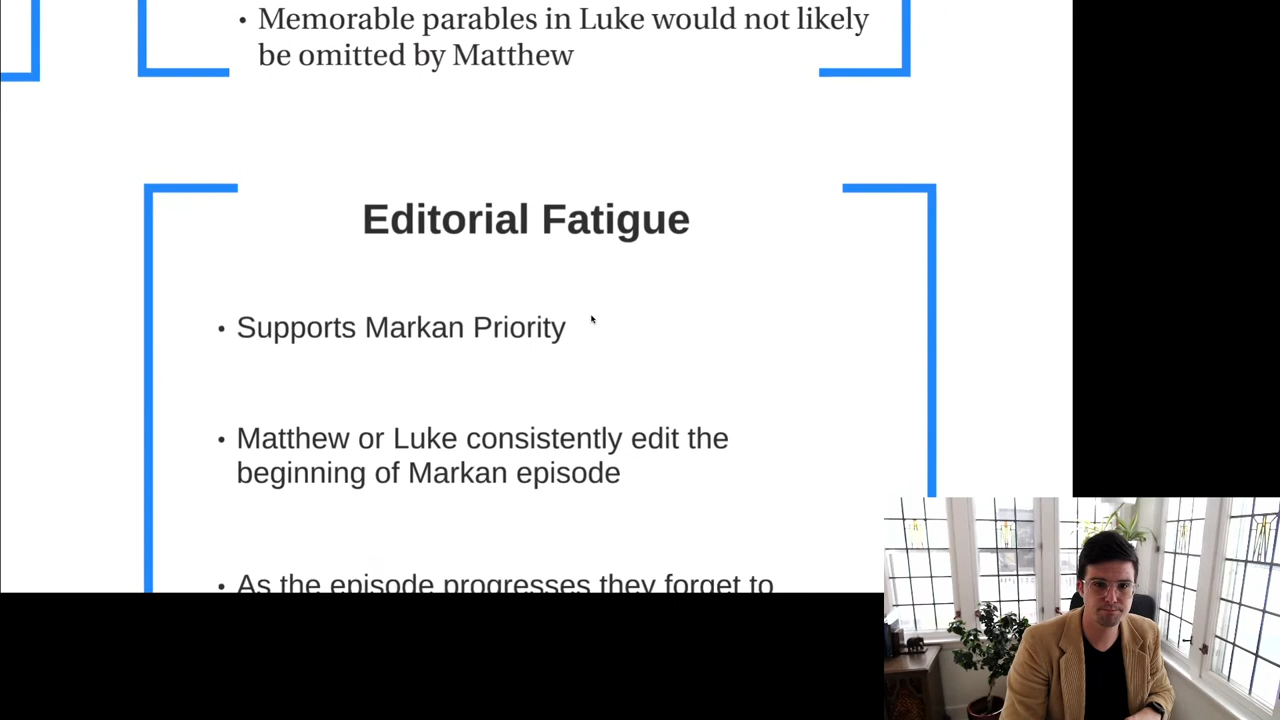 • Memorable parables in Luke would not likely
be omitted by Matthew
Editorial Fatigue
• Supports Markan Priority
• Matthew or Luke consistently edit the
beginning of Markan episode
• As the episode progresses they forget to